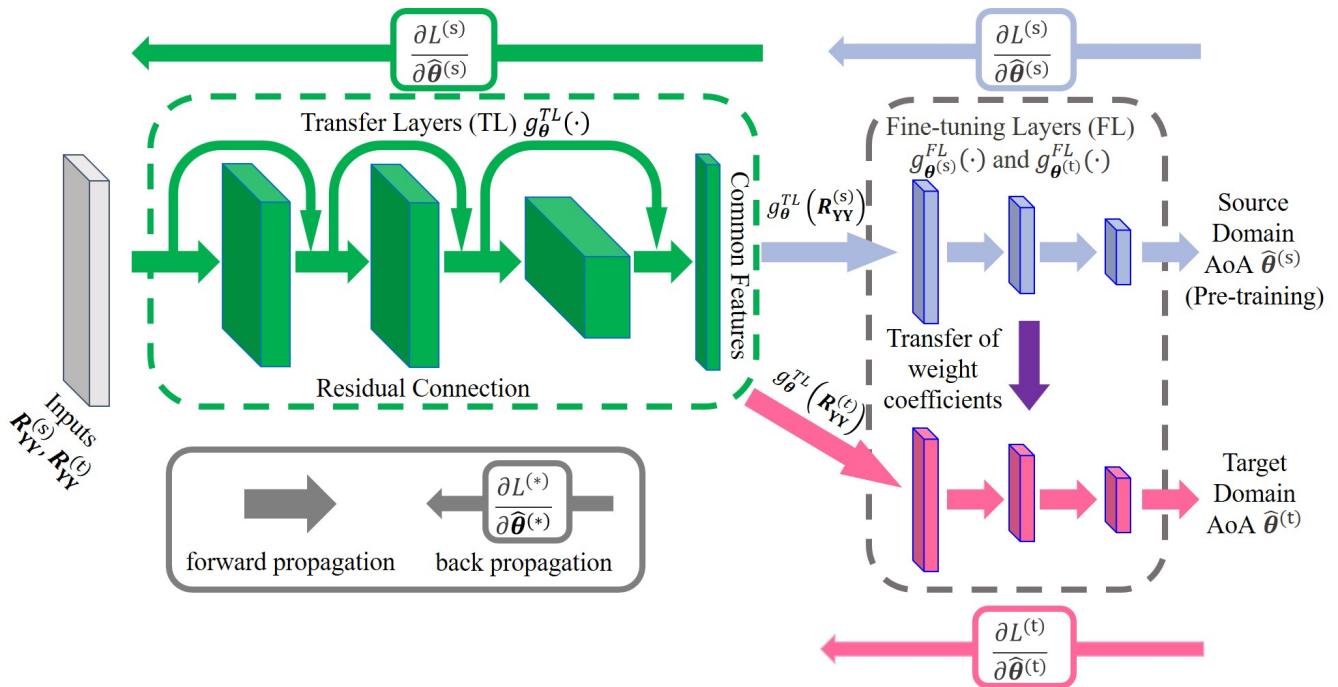 ∂L^(s)
∂θ̂^(s)
∂L^(s)
∂θ̂^(s)
Transfer Layers (TL) g_θ^TL(·)
Fine-tuning Layers (FL)
g_θ(s)^FL(·) and g_θ(t)^FL(·)
Common Features
g_θ^TL(R_YY^(s))
Source
Domain
AoA θ̂^(s)
(Pre-training)
Residual Connection
Transfer of
weight
coefficients
Inputs
R_YY^(s), R_YY^(t)
g_θ^TL(R_YY^(t))
Target
Domain
AoA θ̂^(t)
∂L^(*)
∂θ̂^(*)
forward propagation
back propagation
∂L^(t)
∂θ̂^(t)